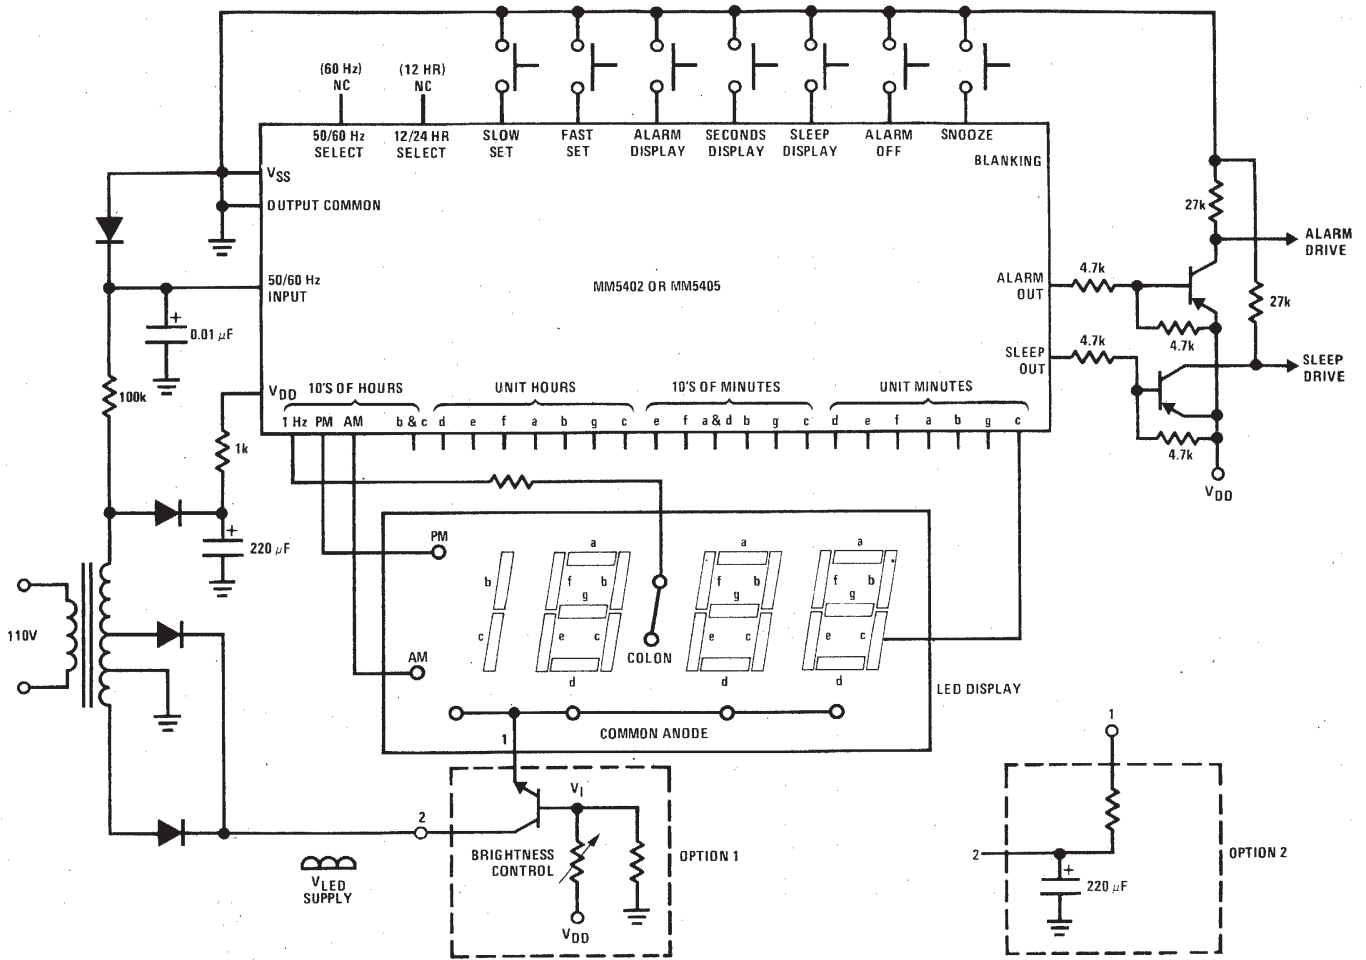 (60 Hz)
NC
(12 HR)
NC
50/60 Hz
SELECT
12/24 HR
SELECT
SLOW
SET
FAST
SET
ALARM
DISPLAY
SECONDS
DISPLAY
SLEEP
DISPLAY
ALARM
OFF
SNOOZE
BLANKING
VSS
OUTPUT COMMON
50/60 Hz
INPUT
MM5402 OR MM5405
ALARM
OUT
SLEEP
OUT
27k
ALARM
DRIVE
4.7k
4.7k
27k
4.7k
SLEEP
DRIVE
4.7k
VDD
+
0.01 μF
100k
VDD
1k
+
220 μF
110V
10'S OF HOURS
UNIT HOURS
10'S OF MINUTES
UNIT MINUTES
1 Hz PM AM b & c d e f a b g c e f a & d b g c d e f a b g c
PM
AM
b
c
a
f b
g
e c
d
COLON
a
f b
g
e c
d
a
f b
g
e c
d
LED DISPLAY
COMMON ANODE
1
2
VI
BRIGHTNESS
CONTROL
VDD
OPTION 1
VLED
SUPPLY
1
2
+
220 μF
OPTION 2